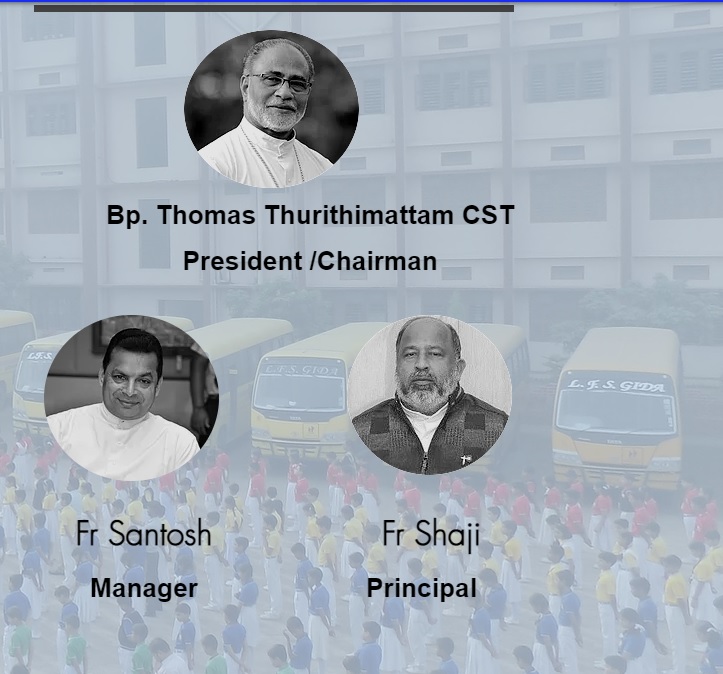 Bp. Thomas Thurithimattam CST
President /Chairman
L.F.S.
L.F.S. GIDA
L.F.S. GIDA
Fr Santosh
Fr Shaji
Manager
Principal